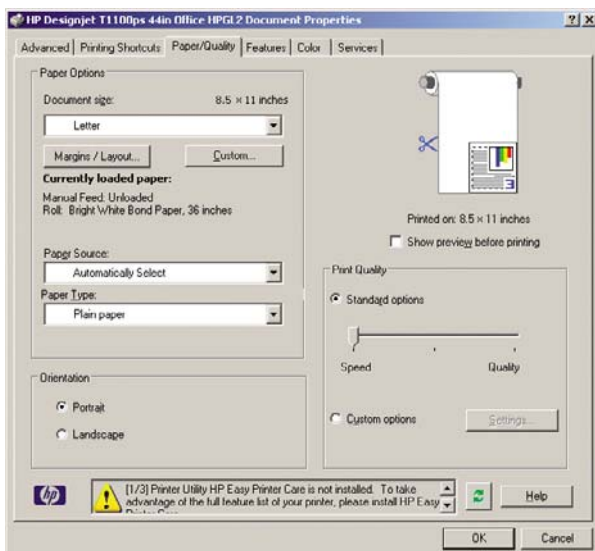 HP Designjet T1100ps 44in Office HPGL2 Document Properties
Advanced
Printing Shortcuts
Paper/Quality
Features
Color
Services
Paper Options
Document size:
8.5 × 11 inches
Letter
Margins / Layout...
Custom...
Currently loaded paper:
Manual Feed: Unloaded
Roll: Bright White Bond Paper, 36 inches
Paper Source:
Automatically Select
Paper Type:
Plain paper
Orientation
Portrait
Landscape
3
Printed on: 8.5 × 11 inches
Show preview before printing
Print Quality
Standard options
Speed
Quality
Custom options
Settings...
hp
[1/3] Printer Utility HP Easy Printer Care is not installed. To take
advantage of the full feature list of your printer, please install HP Easy
Printer Care
Help
OK
Cancel